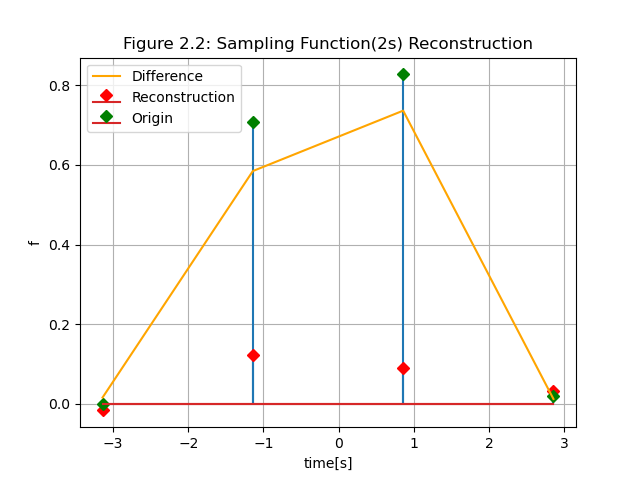 Figure 2.2: Sampling Function(2s) Reconstruction
Difference
Reconstruction
Origin
f
0.8
0.6
0.4
0.2
0.0
−3 −2 −1 0 1 2 3
time[s]